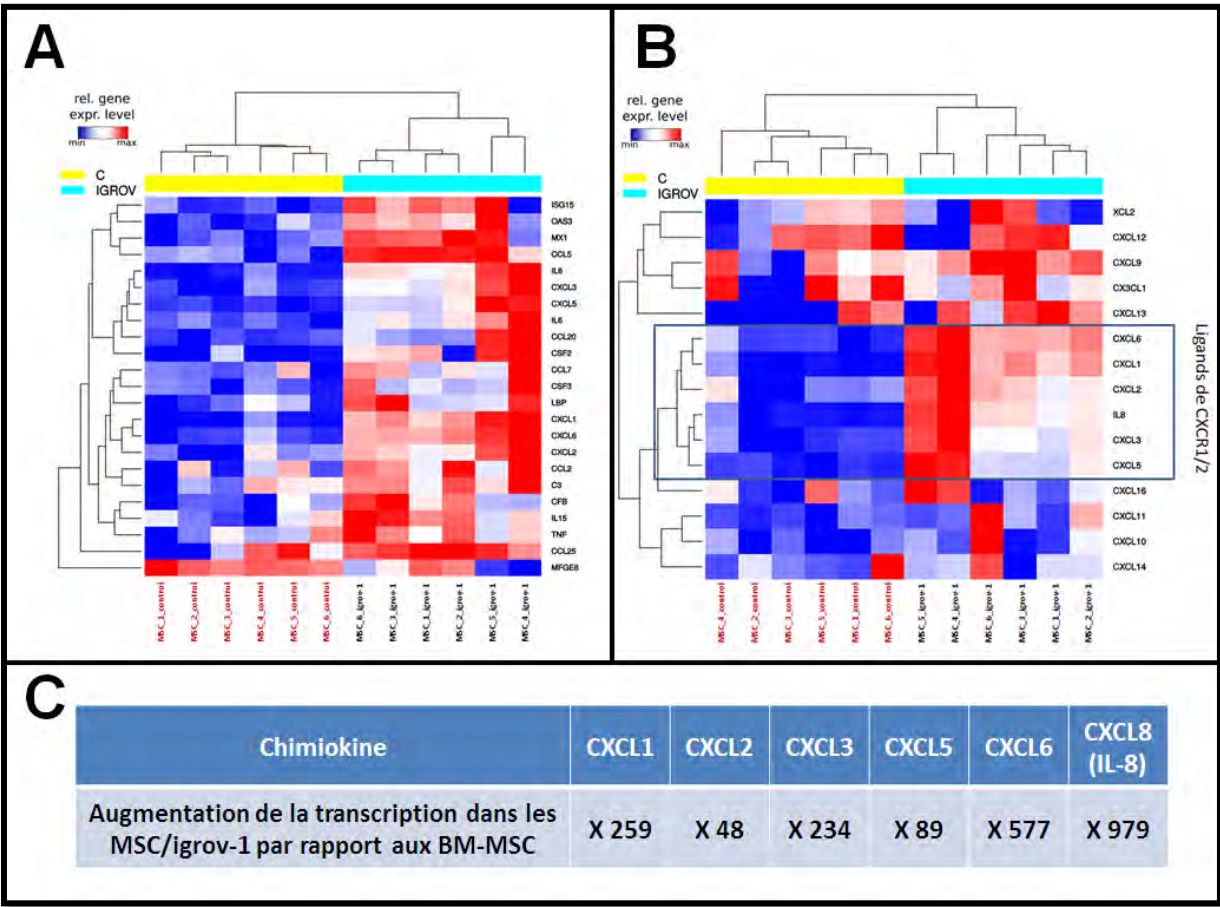 A
rel. gene
expr. level
min max
C
IGROV
ISG15
OAS3
MX1
CCL5
IL8
CXCL3
CXCL5
IL6
CCL20
CSF2
CCL7
CSF3
LBP
CXCL1
CXCL6
CXCL2
CCL2
C3
CFB
IL15
TNF
CCL25
MFGE8
MSC_1_control
MSC_2_control
MSC_3_control
MSC_4_control
MSC_5_control
MSC_6_control
MSC_6_igrov-1
MSC_3_igrov-1
MSC_1_igrov-1
MSC_2_igrov-1
MSC_5_igrov-1
MSC_4_igrov-1
B
rel. gene
expr. level
min max
C
IGROV
XCL2
CXCL12
CXCL9
CX3CL1
CXCL13
CXCL6
CXCL1
CXCL2
IL8
CXCL3
CXCL5
CXCL16
CXCL11
CXCL10
CXCL14
Ligands de CXCR1/2
MSC_4_control
MSC_2_control
MSC_3_control
MSC_5_control
MSC_1_control
MSC_6_control
MSC_5_igrov-1
MSC_4_igrov-1
MSC_6_igrov-1
MSC_3_igrov-1
MSC_1_igrov-1
MSC_2_igrov-1
C
Chimiokine CXCL1 CXCL2 CXCL3 CXCL5 CXCL6 CXCL8
(IL-8)
Augmentation de la transcription dans les
MSC/igrov-1 par rapport aux BM-MSC X 259 X 48 X 234 X 89 X 577 X 979